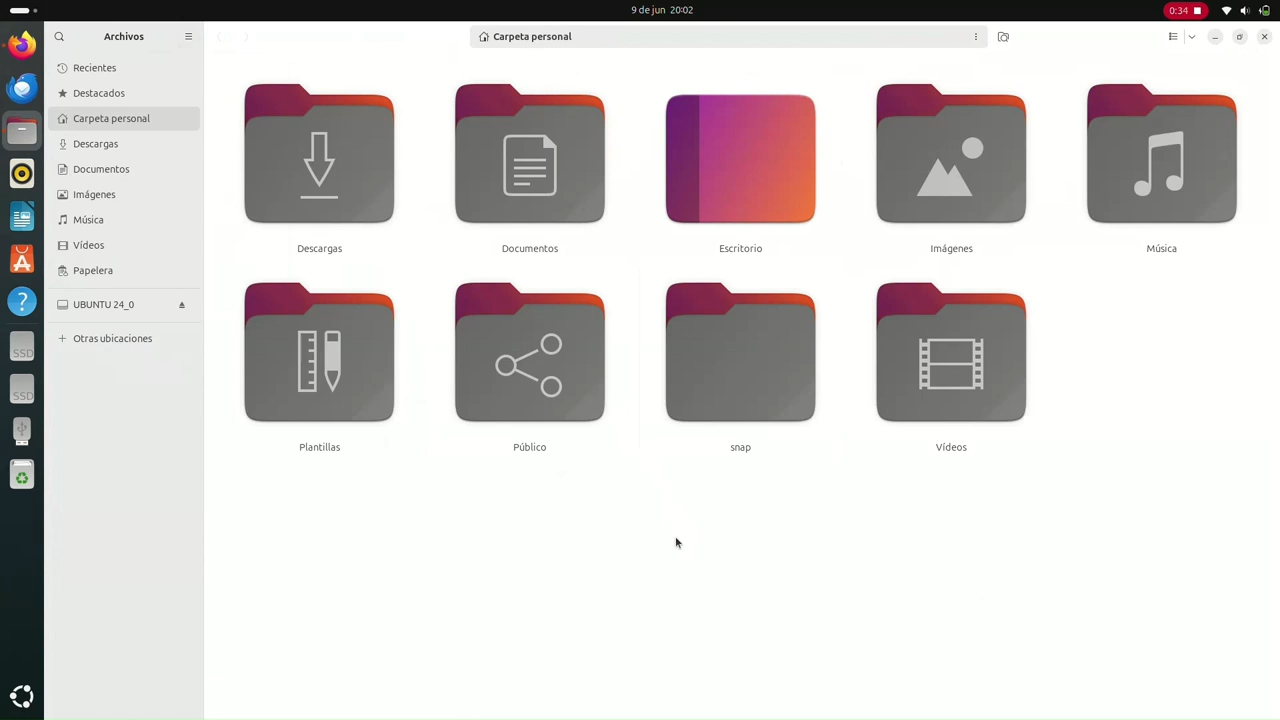 9 de jun 20:02
0:34
Archivos
Carpeta personal
Recientes
Destacados
Carpeta personal
Descargas
Documentos
Imágenes
Música
Vídeos
Papelera
UBUNTU 24_0
Otras ubicaciones
Descargas
Documentos
Escritorio
Imágenes
Música
Plantillas
Público
snap
Vídeos
SSD
SSD